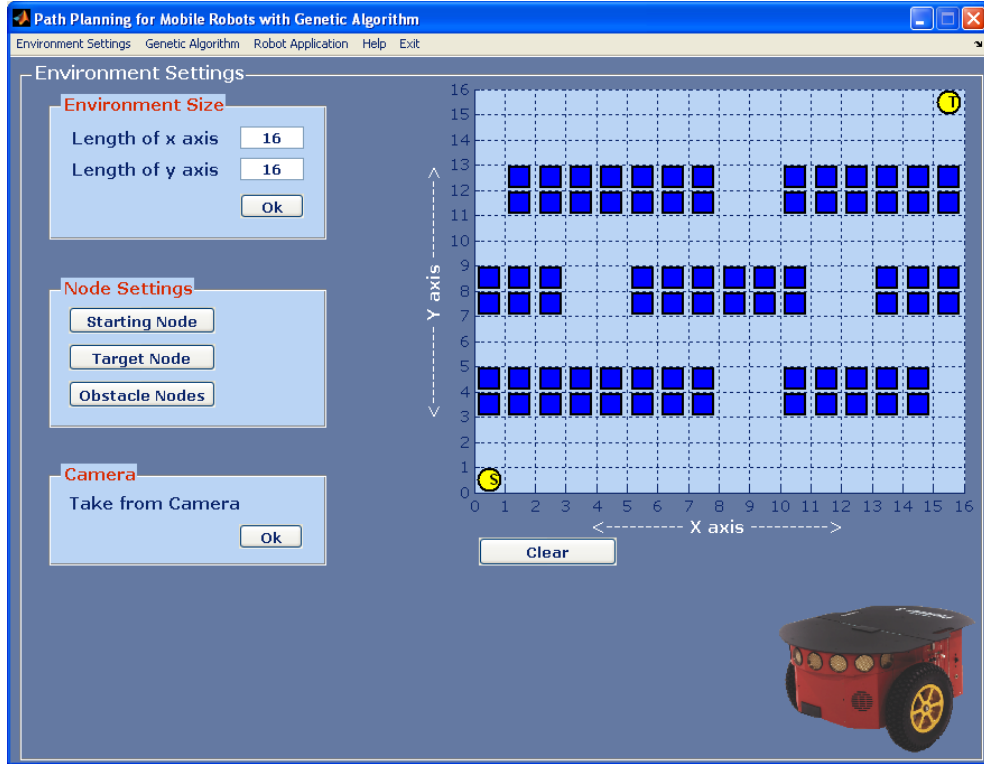 Path Planning for Mobile Robots with Genetic Algorithm
Environment Settings Genetic Algorithm Robot Application Help Exit
Environment Settings
Environment Size
Length of x axis 16
Length of y axis 16
Ok
Node Settings
Starting Node
Target Node
Obstacle Nodes
Camera
Take from Camera
Ok
16
15
14
13
12
11
10
9
8
7
6
5
4
3
2
1
0
<---------- Y axis ---------->
T
S
0 1 2 3 4 5 6 7 8 9 10 11 12 13 14 15 16
<---------- X axis ---------->
Clear